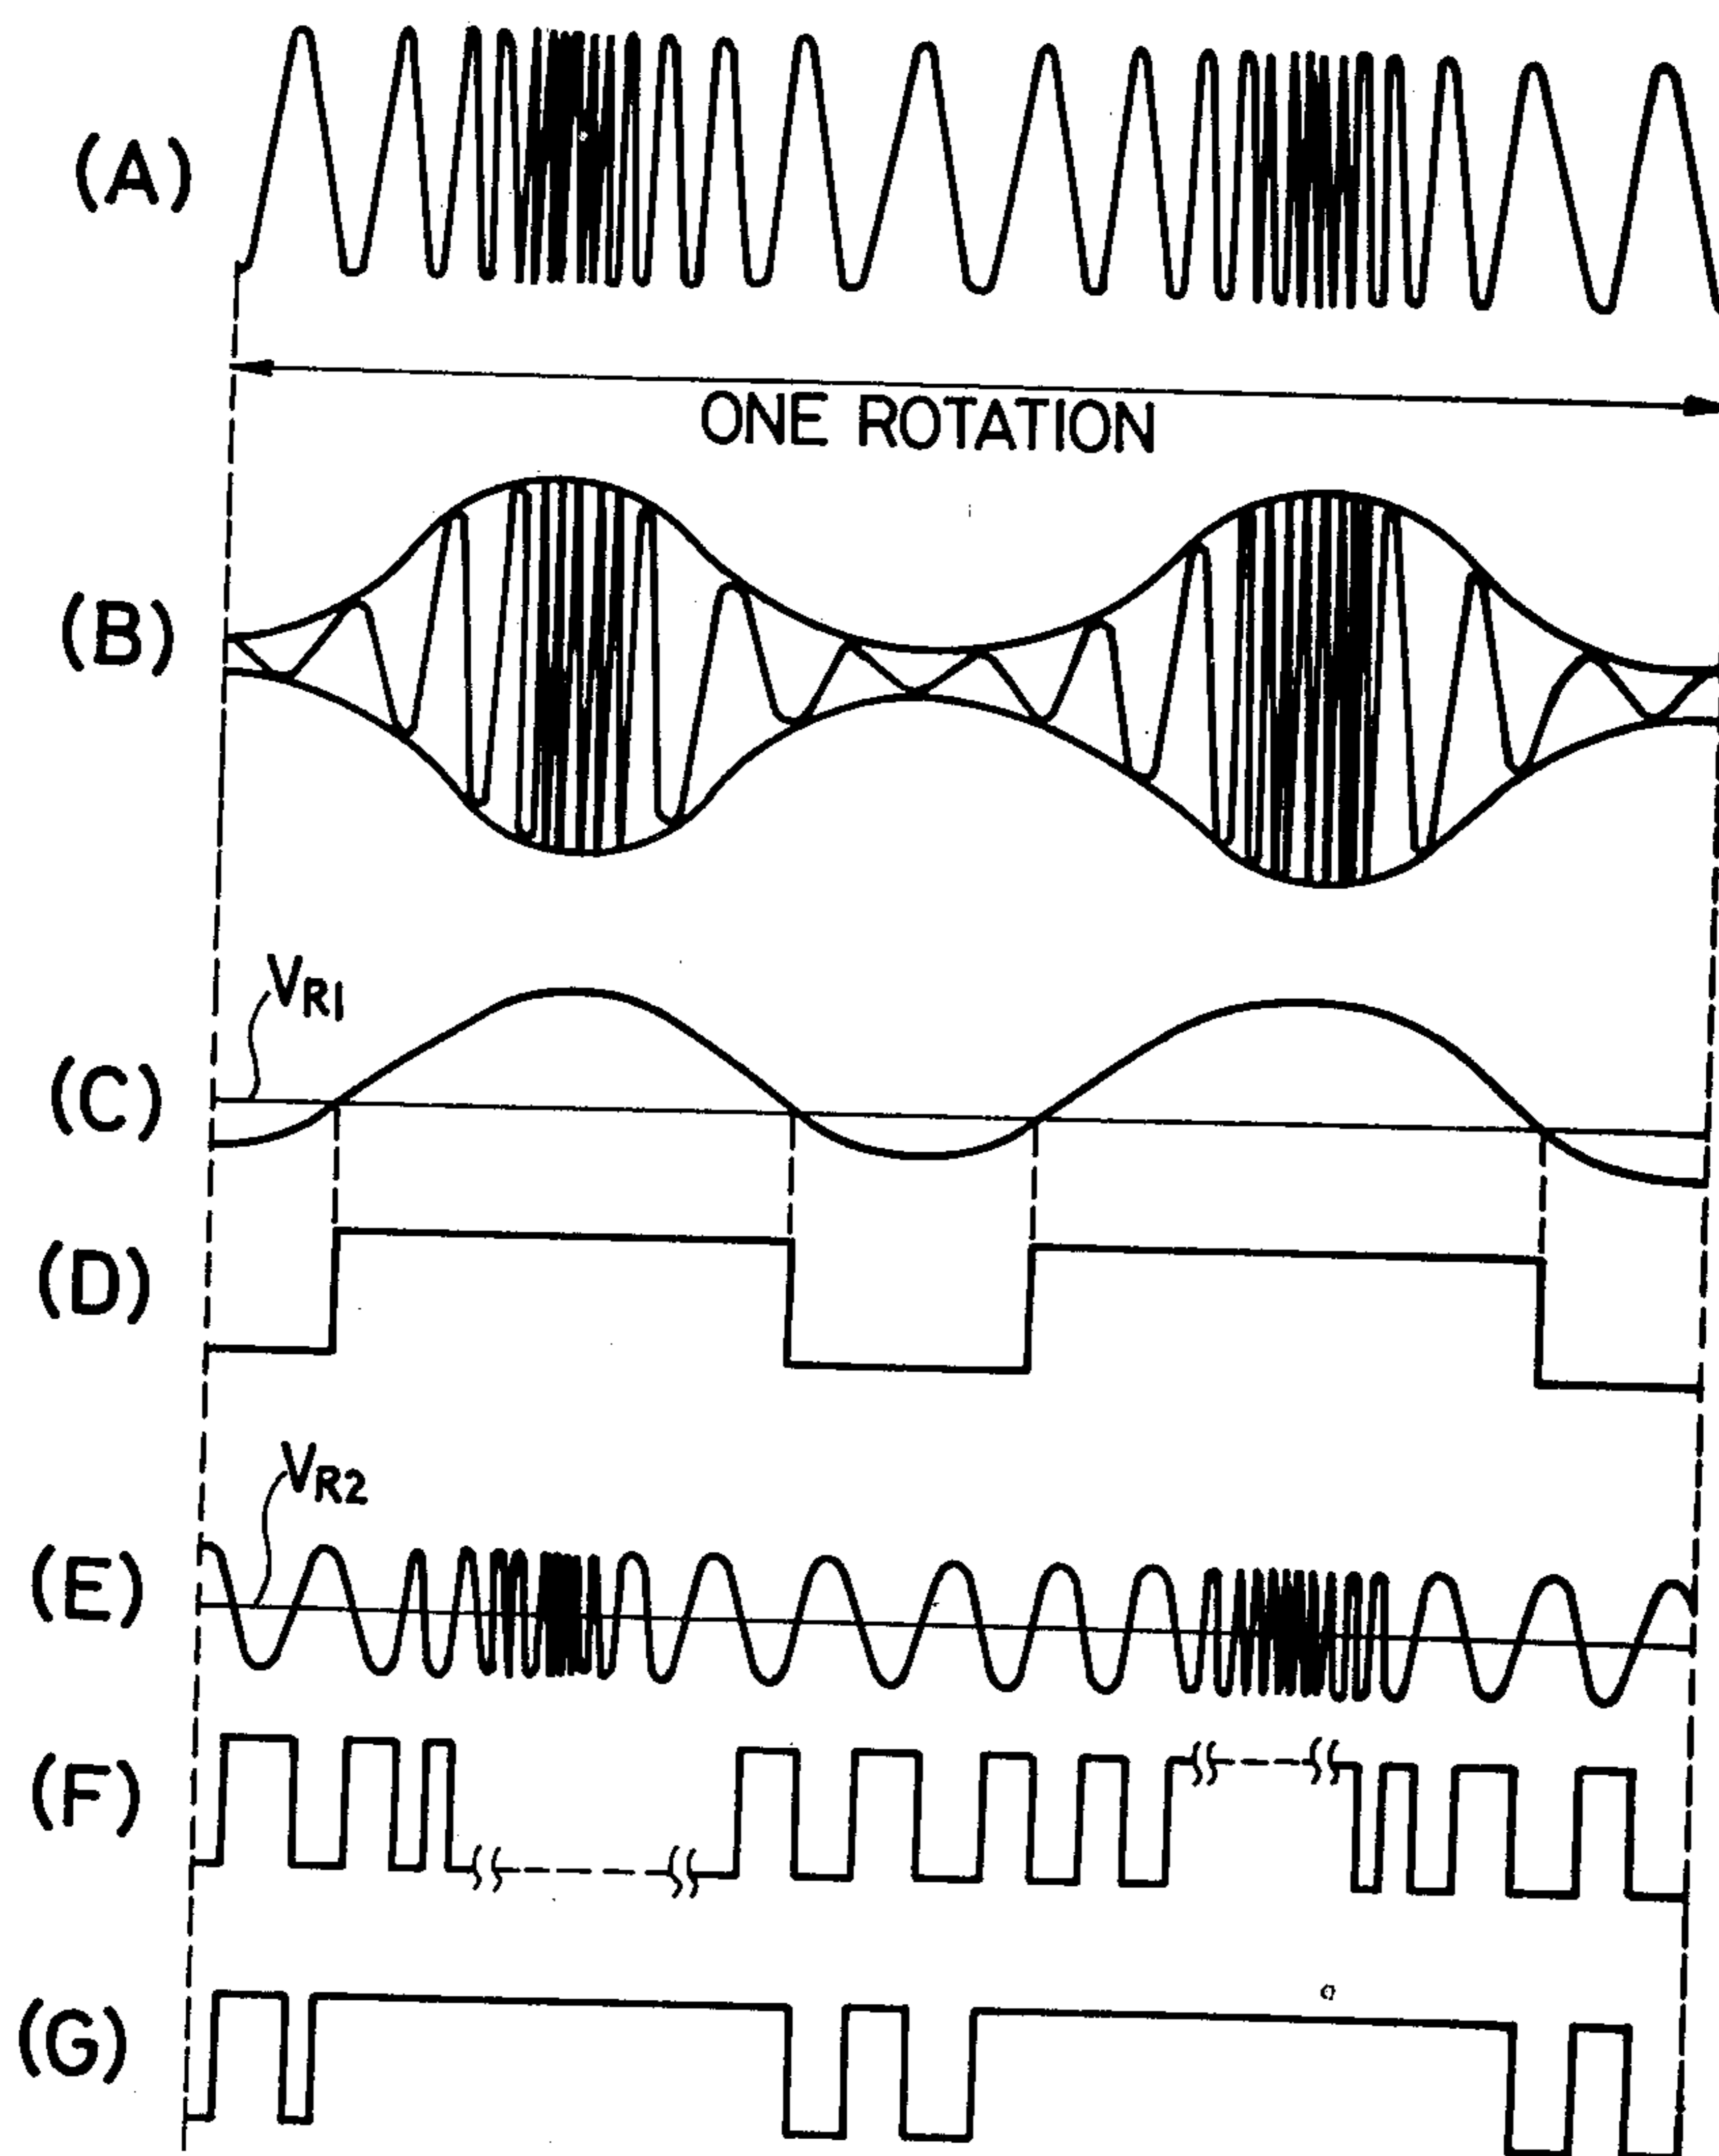 (A)
ONE ROTATION
(B)
VR1
(C)
(D)
VR2
(E)
(F)
(G)